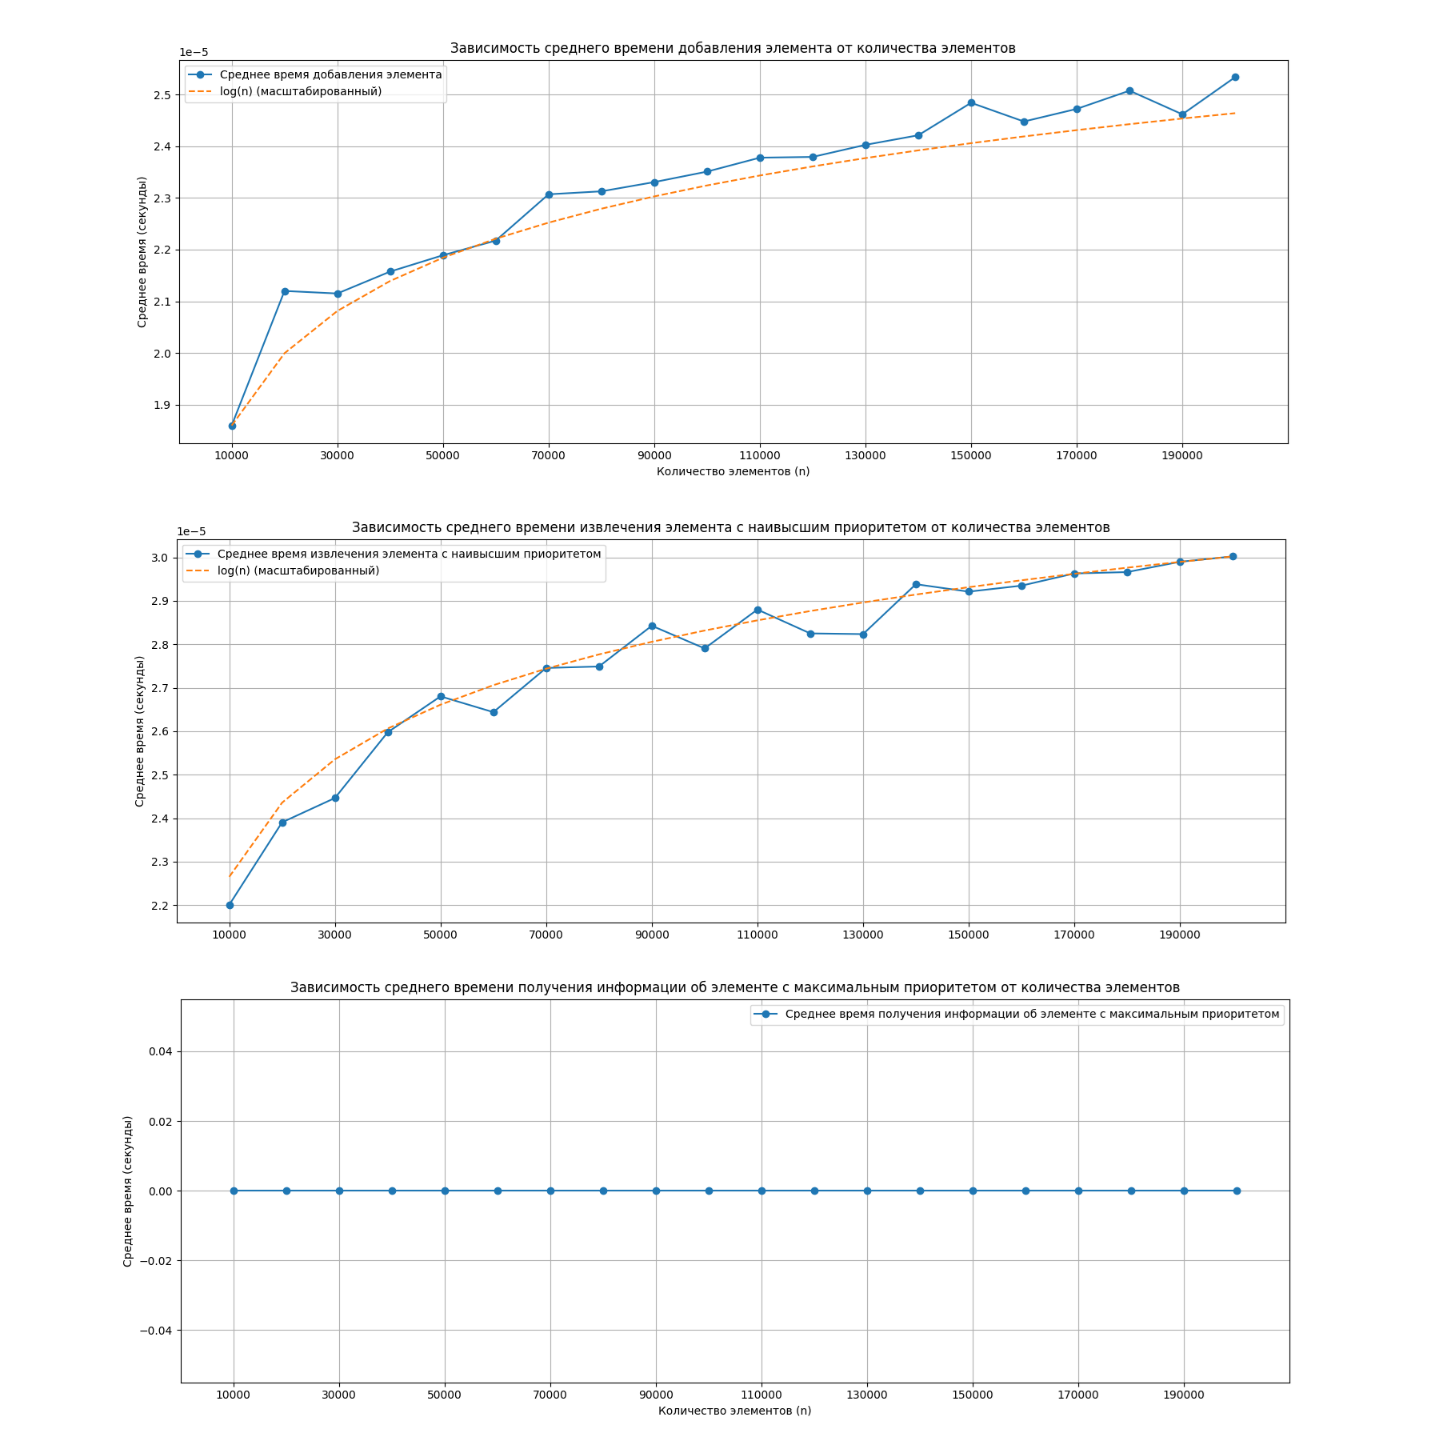 Зависимость среднего времени добавления элемента от количества элементов
1e−5
Среднее время добавления элемента
log(n) (масштабированный)
2.5
2.4
2.3
2.2
2.1
2.0
1.9
Среднее время (секунды)
10000 30000 50000 70000 90000 110000 130000 150000 170000 190000
Количество элементов (n)
Зависимость среднего времени извлечения элемента с наивысшим приоритетом от количества элементов
1e−5
Среднее время извлечения элемента с наивысшим приоритетом
log(n) (масштабированный)
3.0
2.9
2.8
2.7
2.6
2.5
2.4
2.3
2.2
Среднее время (секунды)
10000 30000 50000 70000 90000 110000 130000 150000 170000 190000
Зависимость среднего времени получения информации об элементе с максимальным приоритетом от количества элементов
Среднее время получения информации об элементе с максимальным приоритетом
0.04
0.02
0.00
−0.02
−0.04
Среднее время (секунды)
10000 30000 50000 70000 90000 110000 130000 150000 170000 190000
Количество элементов (n)